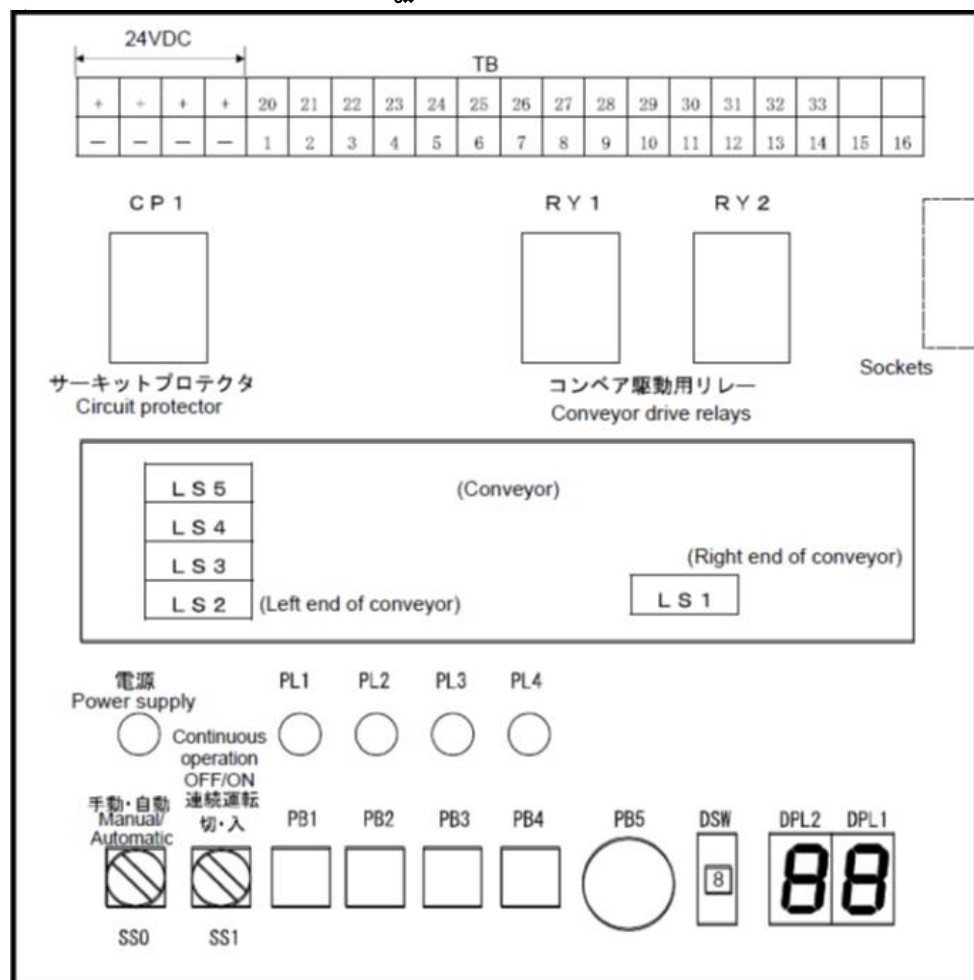 24VDC
TB
+ + + + 20 21 22 23 24 25 26 27 28 29 30 31 32 33
— — — — 1 2 3 4 5 6 7 8 9 10 11 12 13 14 15 16
CP1 RY1 RY2
Sockets
サーキットプロテクタ コンベア駆動用リレー
Circuit protector Conveyor drive relays
LS5 (Conveyor)
LS4
LS3 (Right end of conveyor)
LS2 (Left end of conveyor) LS1
電源 PL1 PL2 PL3 PL4
Power supply
Continuous
operation
OFF/ON
手動・自動 連続運転
Manual/ 切・入 PB1 PB2 PB3 PB4 PB5 DSW DPL2 DPL1
Automatic
8 88
SS0 SS1